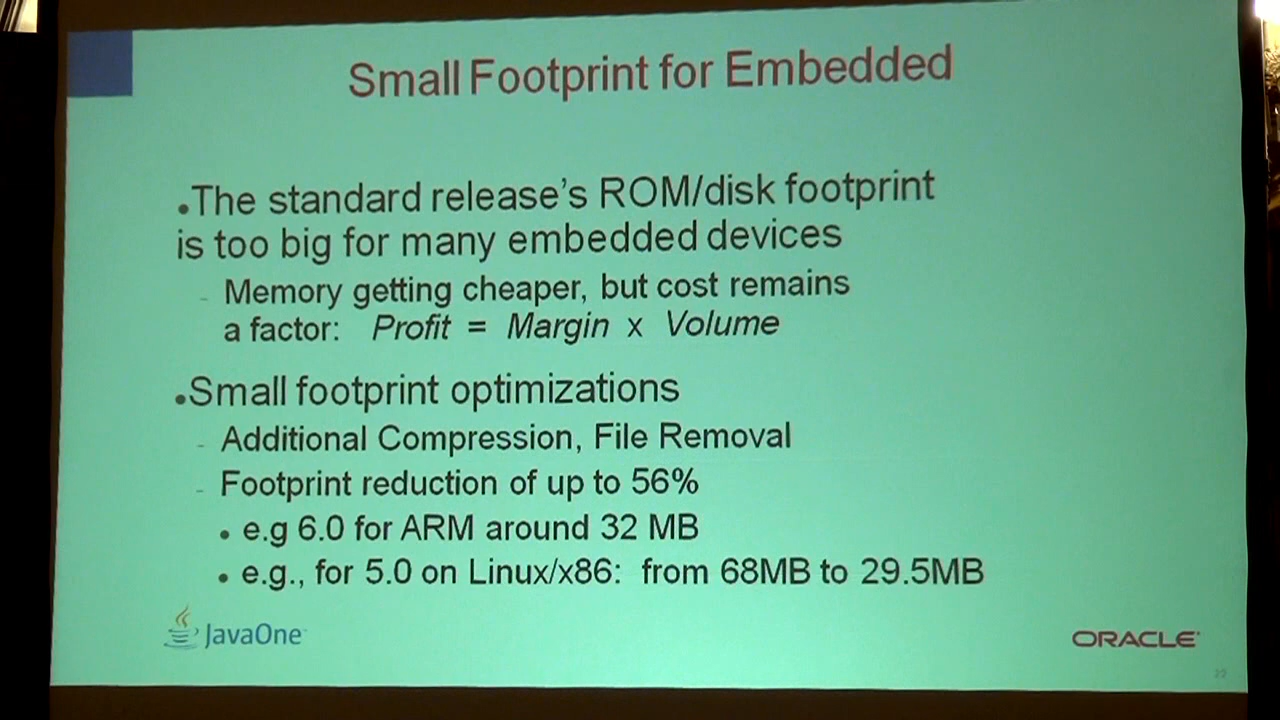 Small Footprint for Embedded
•The standard release's ROM/disk footprint
is too big for many embedded devices
- Memory getting cheaper, but cost remains
a factor: Profit = Margin x Volume
•Small footprint optimizations
- Additional Compression, File Removal
- Footprint reduction of up to 56%
• e.g 6.0 for ARM around 32 MB
• e.g., for 5.0 on Linux/x86: from 68MB to 29.5MB
JavaOne
ORACLE
22